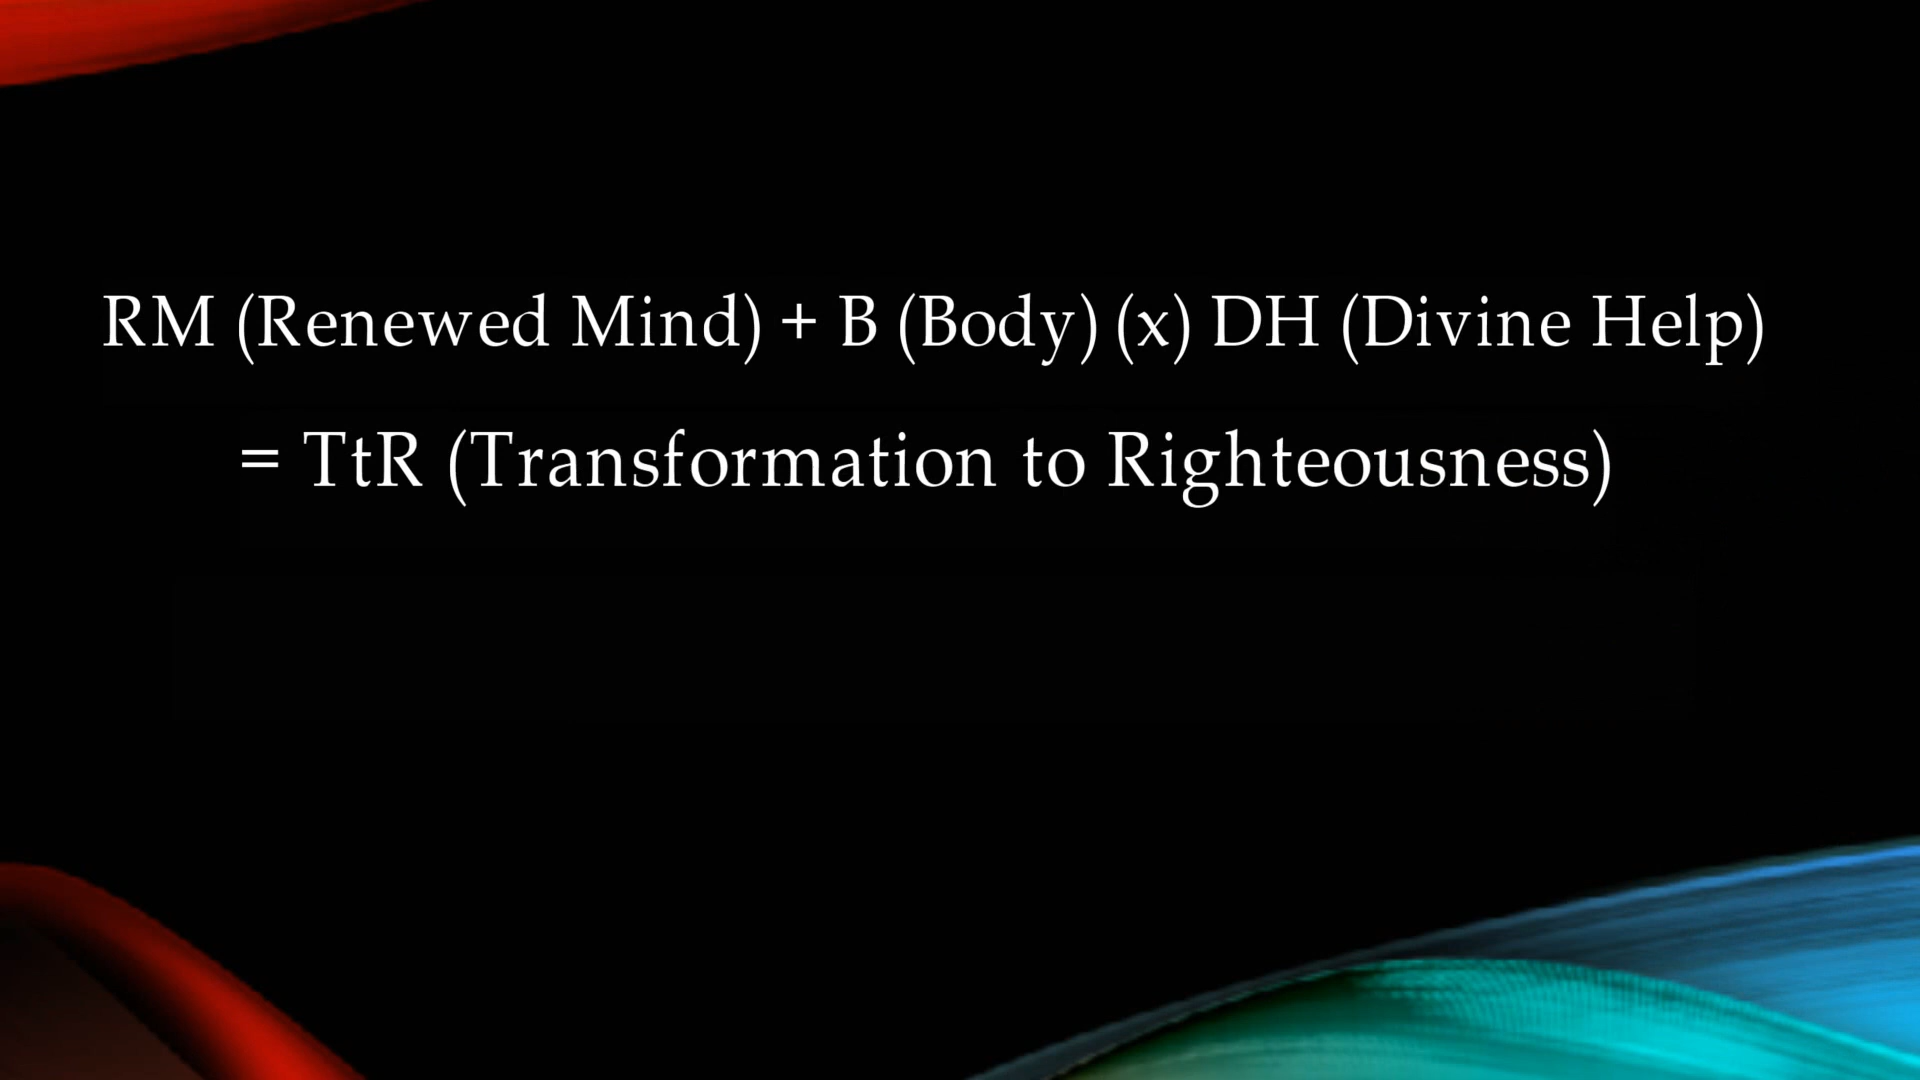 RM (Renewed Mind) + B (Body) (x) DH (Divine Help)
= TtR (Transformation to Righteousness)